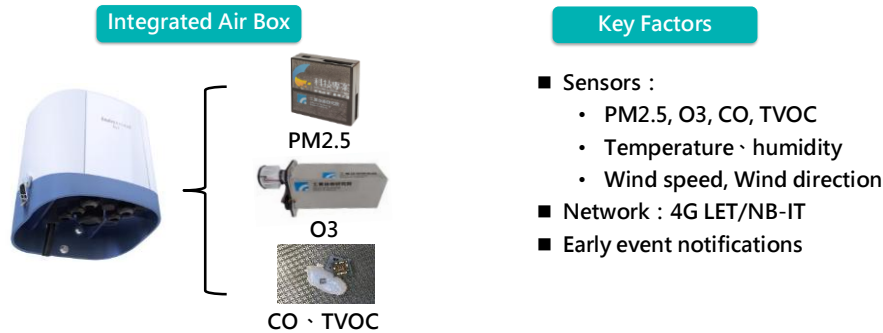 Integrated Air Box
PM2.5
O3
CO、TVOC
Key Factors
■ Sensors：
• PM2.5, O3, CO, TVOC
• Temperature、humidity
• Wind speed, Wind direction
■ Network：4G LET/NB-IT
■ Early event notifications